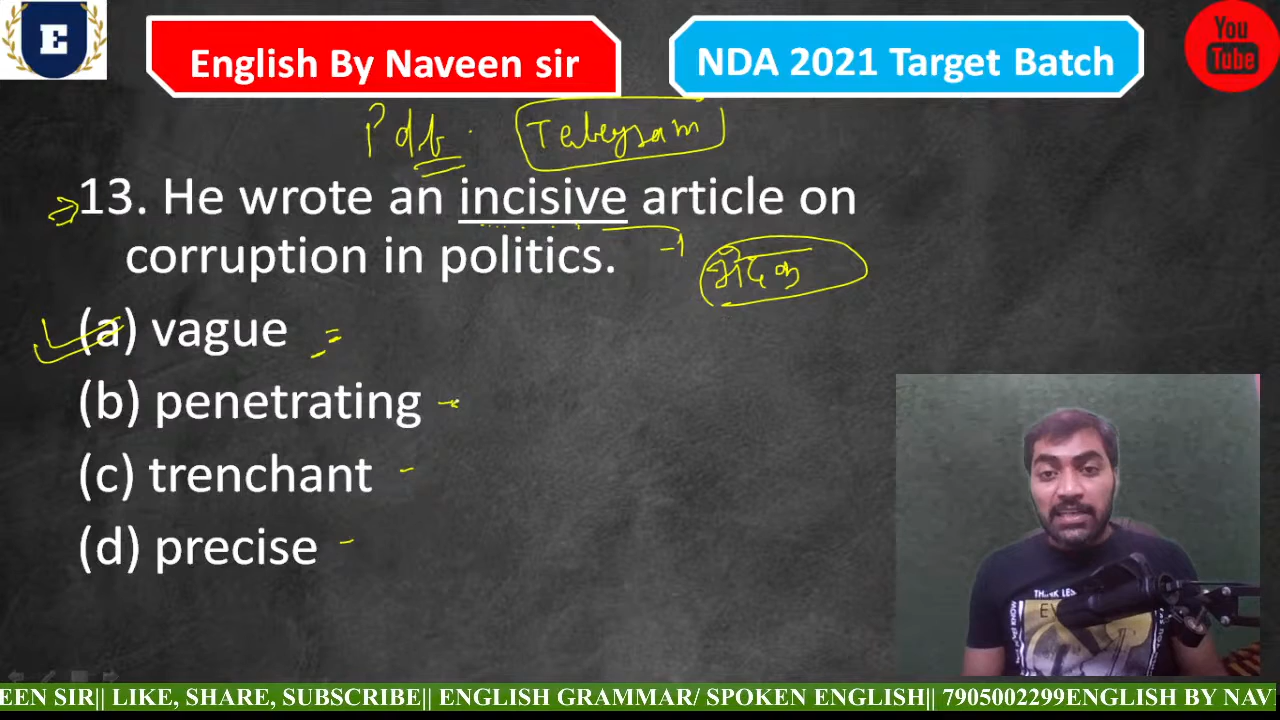 E
English By Naveen sir
NDA 2021 Target Batch
You
Tube
Pdf. Telegram
13. He wrote an incisive article on
corruption in politics.
भेदक
(a) vague
(b) penetrating
(c) trenchant
(d) precise
EEN SIR|| LIKE, SHARE, SUBSCRIBE|| ENGLISH GRAMMAR/ SPOKEN ENGLISH|| 7905002299ENGLISH BY NAV